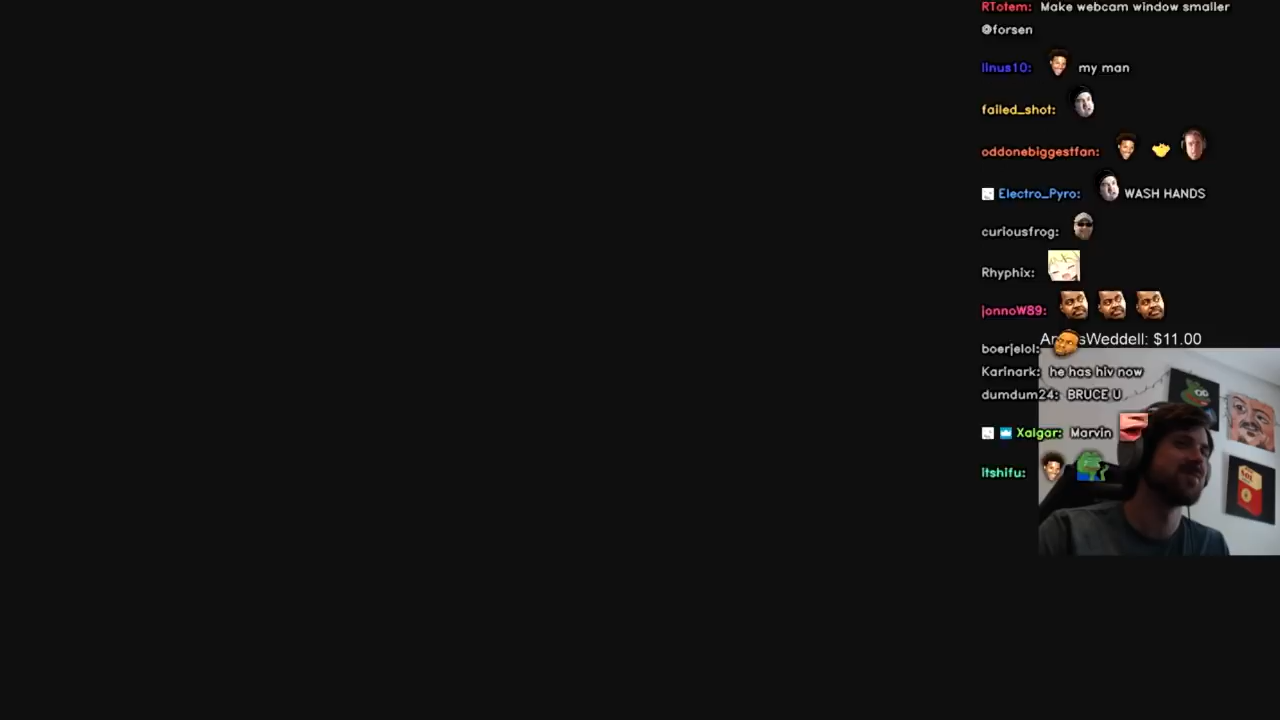 RTotem: Make webcam window smaller
@forsen
linus10: my man
failed_shot:
oddonebiggestfan:
Electro_Pyro: WASH HANDS
curiousfrog:
Rhyphix:
jonnoW89:
sWeddell: $11.00
boerjelol:
Karinark: he has hiv now
dumdum24: BRUCE U
Xalgar: Marvin
itshifu: